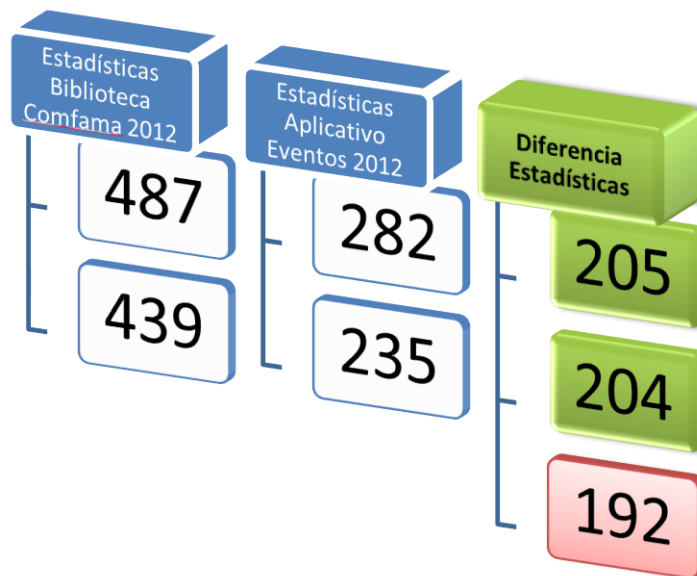 Estadísticas
Biblioteca
Comfama 2012
487
439
Estadísticas
Aplicativo
Eventos 2012
282
235
Diferencia
Estadísticas
205
204
192